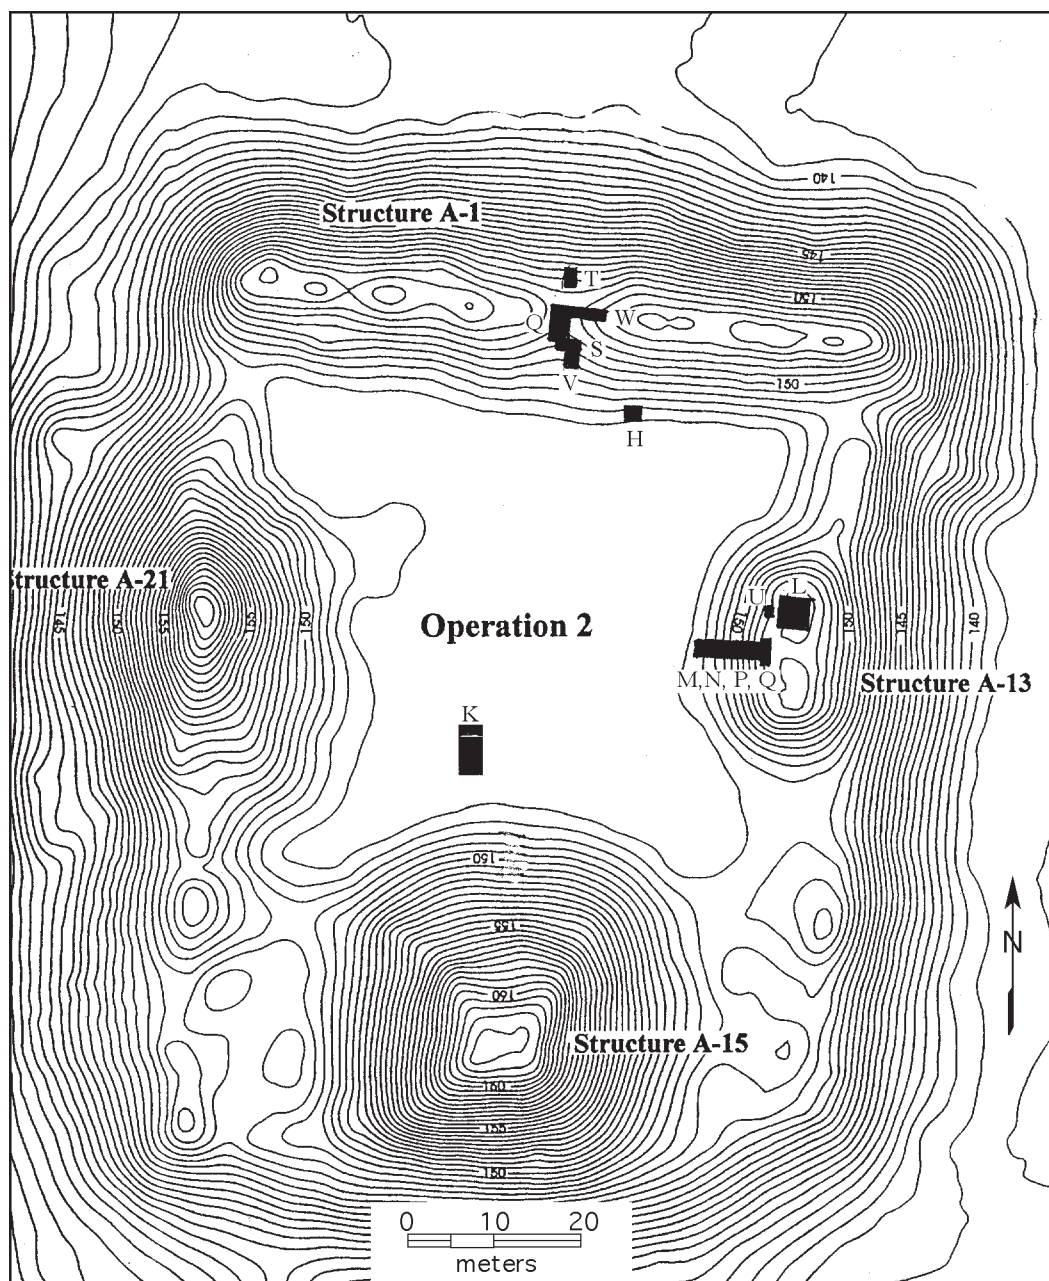 140
Structure A-1
145
T
150
Q
W
S
V
150
H
Structure A-21
145
150
155
155
150
U
L
150
150
145
140
Operation 2
M,N, P, Q
Structure A-13
K
150
155
N
160
Structure A-15
160
155
150
0 10 20
meters